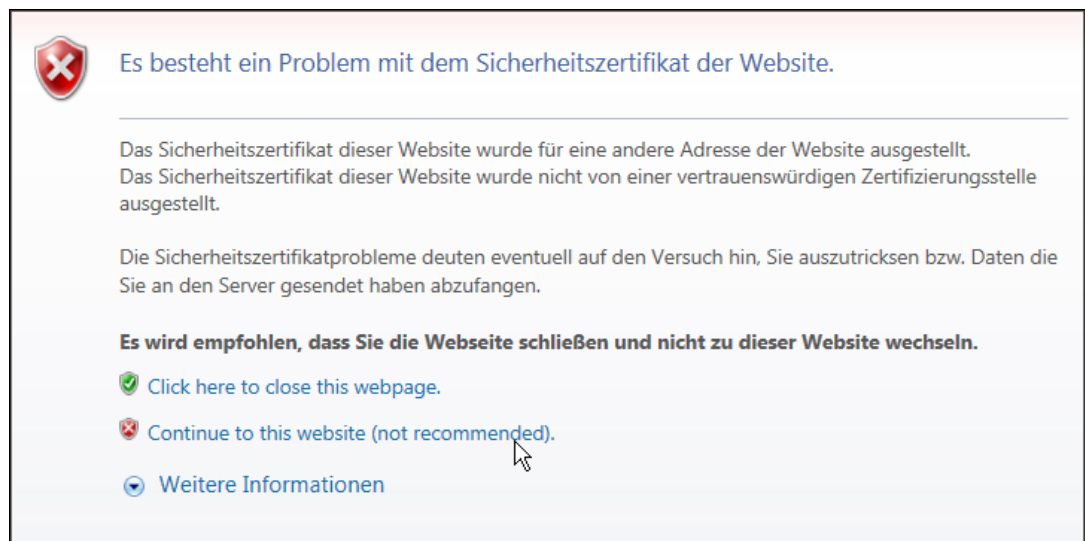 Es besteht ein Problem mit dem Sicherheitszertifikat der Website.
Das Sicherheitszertifikat dieser Website wurde für eine andere Adresse der Website ausgestellt.
Das Sicherheitszertifikat dieser Website wurde nicht von einer vertrauenswürdigen Zertifizierungsstelle
ausgestellt.
Die Sicherheitszertifikatprobleme deuten eventuell auf den Versuch hin, Sie auszutricksen bzw. Daten die
Sie an den Server gesendet haben abzufangen.
Es wird empfohlen, dass Sie die Webseite schließen und nicht zu dieser Website wechseln.
Click here to close this webpage.
Continue to this website (not recommended).
Weitere Informationen